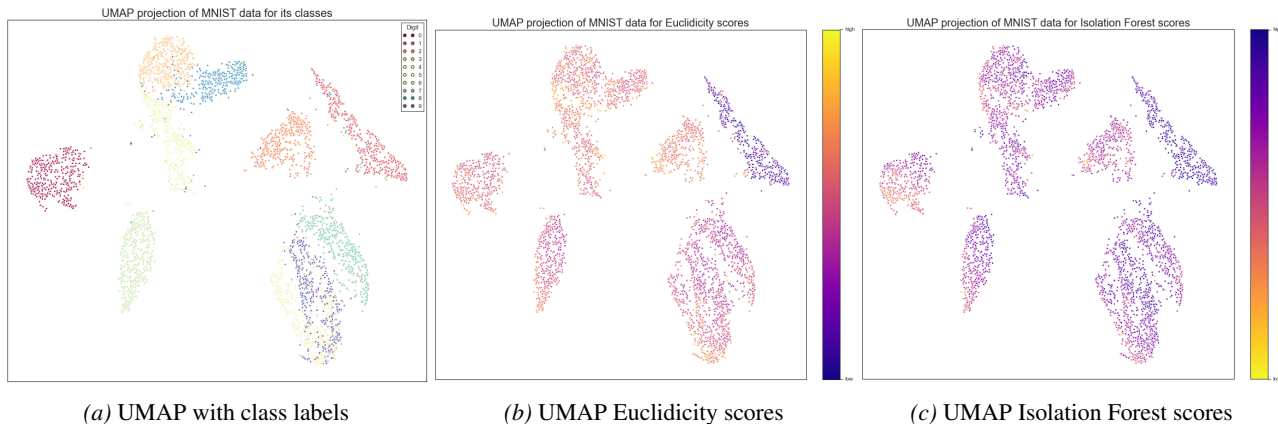 UMAP projection of MNIST data for its classes
Digit
0
1
2
3
4
5
6
7
8
9
(a) UMAP with class labels
UMAP projection of MNIST data for Euclidicity scores
high
low
(b) UMAP Euclidicity scores
UMAP projection of MNIST data for Isolation Forest scores
(c) UMAP Isolation Forest scores